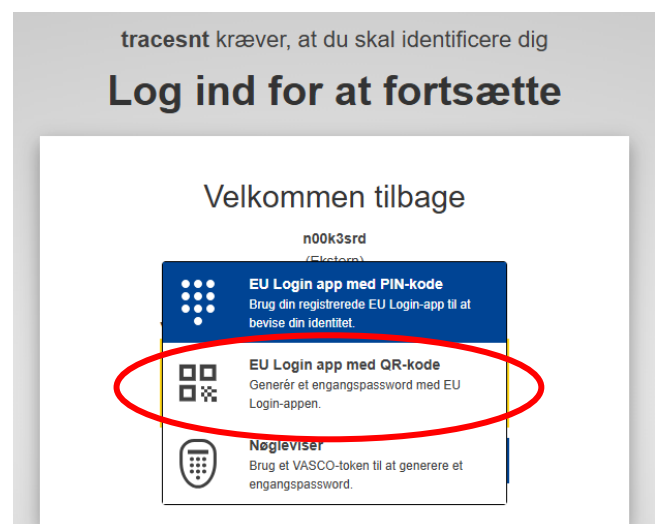 tracesnt kræver, at du skal identificere dig
Log ind for at fortsætte
Velkommen tilbage
n00k3srd
(Ekstern)
EU Login app med PIN-kode
Brug din registrerede EU Login-app til at
bevise din identitet.
EU Login app med QR-kode
Generér et engangspassword med EU
Login-appen.
Nøgleviser
Brug et VASCO-token til at generere et
engangspassword.